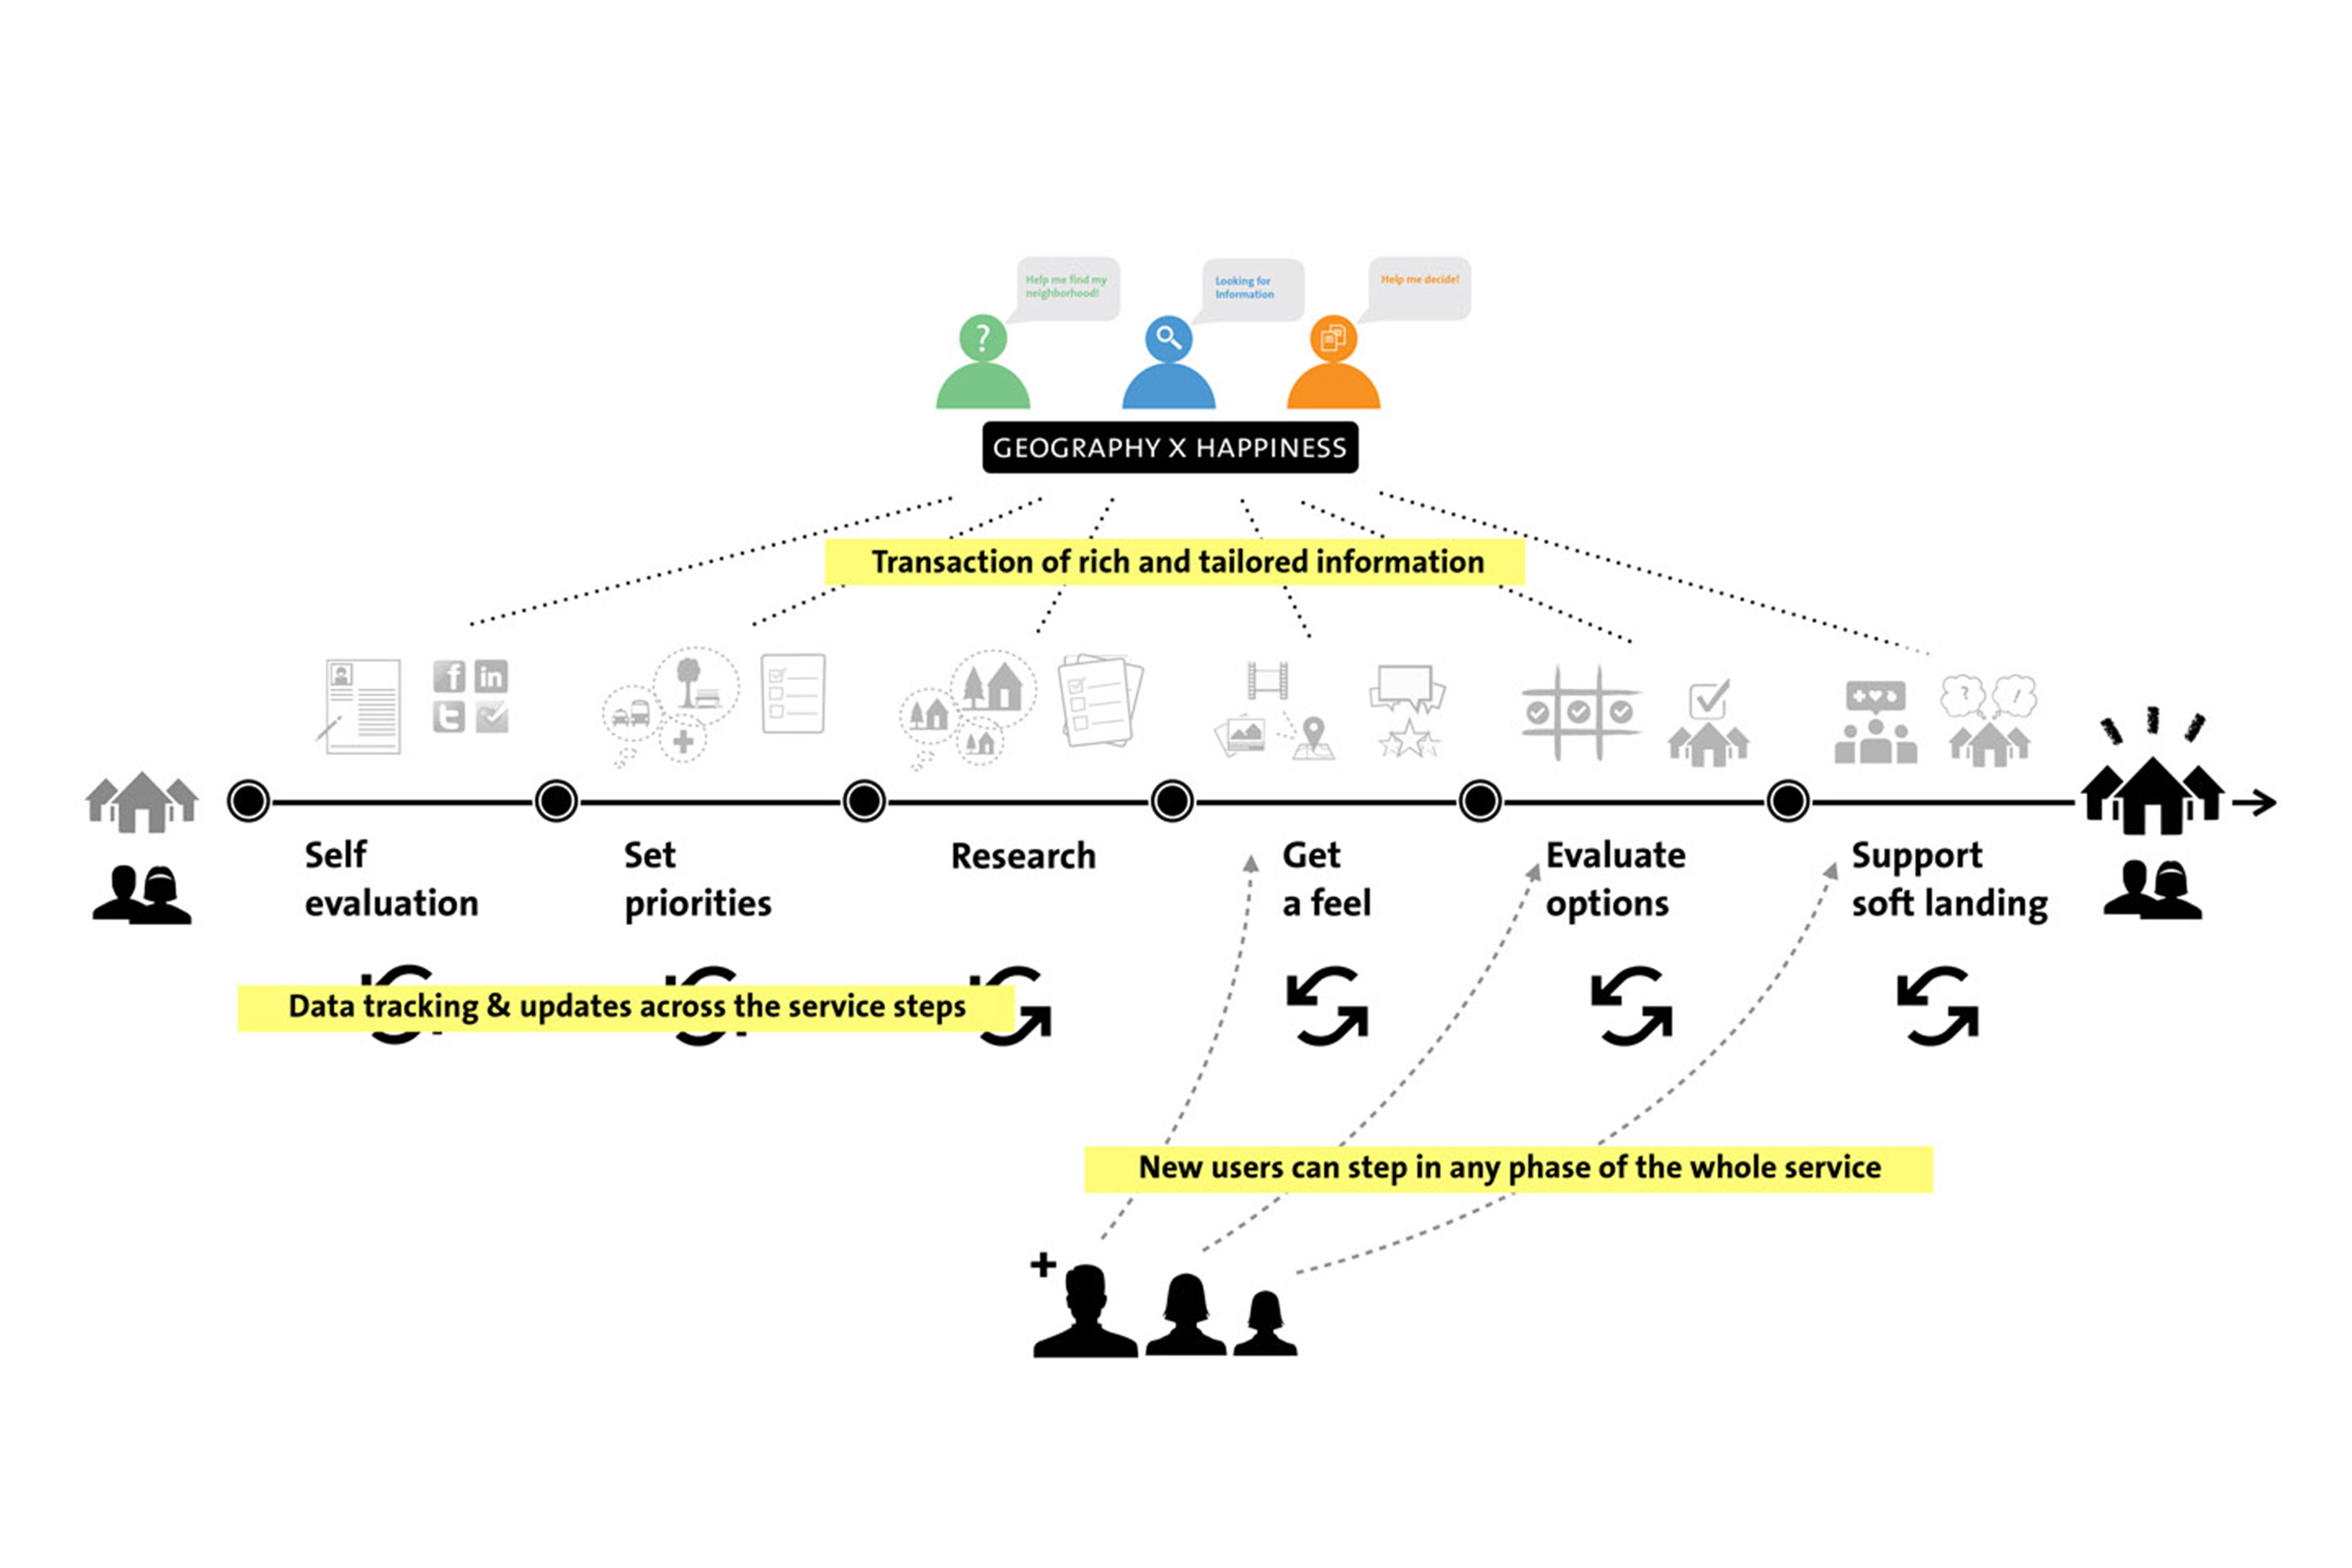 Help me find my
neighborhood!
Looking for
Information
Help me decide!
?
GEOGRAPHY X HAPPINESS
Transaction of rich and tailored information
f in
t
? !
Self
evaluation
Set
priorities
Research
Get
a feel
Evaluate
options
Support
soft landing
Data tracking & updates across the service steps
New users can step in any phase of the whole service
+